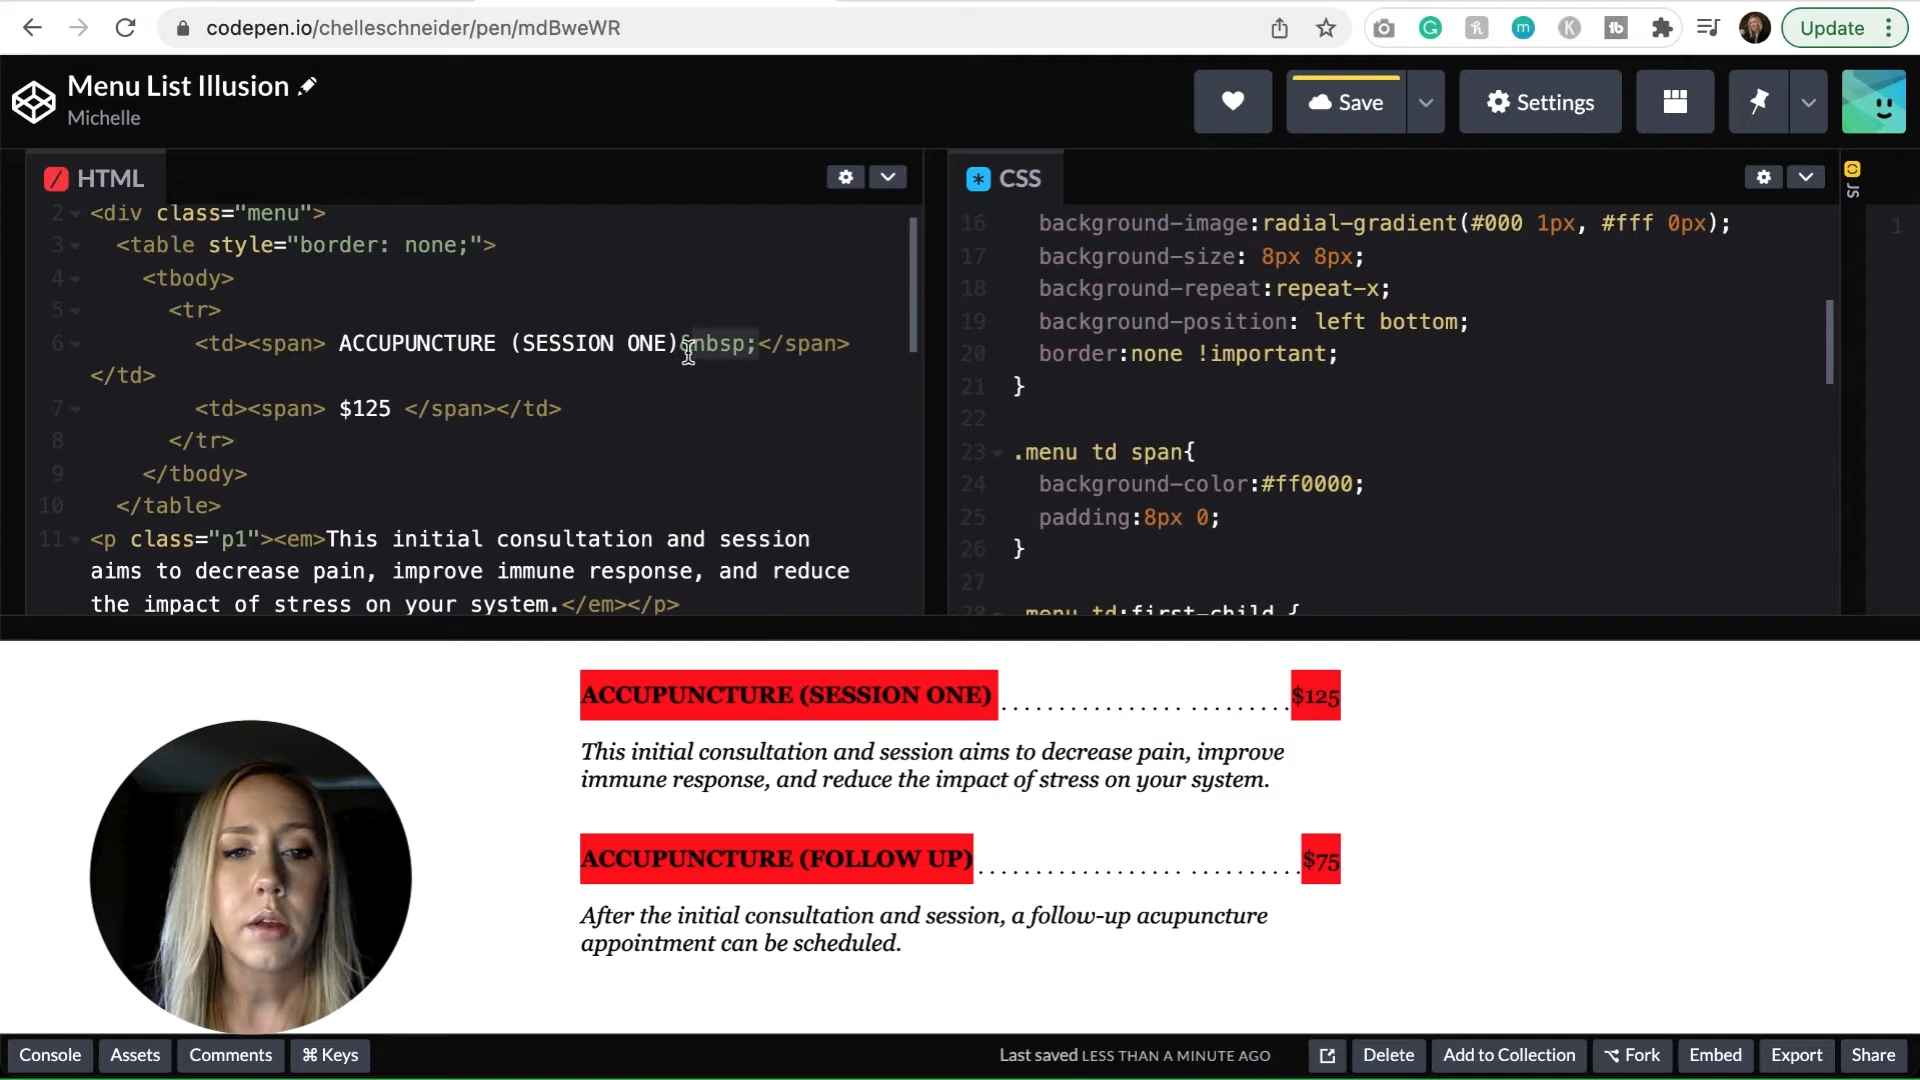 codepen.io/chelleschneider/pen/mdBweWR
Update
Menu List Illusion
Michelle
Save
Settings
HTML
2 <div class="menu">
3 <table style="border: none;">
4 <tbody>
5 <tr>
6 <td><span> ACCUPUNCTURE (SESSION ONE)&nbsp;</span>
</td>
7 <td><span> $125 </span></td>
8 </tr>
9 </tbody>
10 </table>
11 <p class="p1"><em>This initial consultation and session
aims to decrease pain, improve immune response, and reduce
the impact of stress on your system.</em></p>
CSS
16 background-image:radial-gradient(#000 1px, #fff 0px);
17 background-size: 8px 8px;
18 background-repeat:repeat-x;
19 background-position: left bottom;
20 border:none !important;
21 }
22
23 .menu td span{
24 background-color:#ff0000;
25 padding:8px 0;
26 }
27
28 .menu td:first-child {
JS
1
ACCUPUNCTURE (SESSION ONE) ......................... $125
This initial consultation and session aims to decrease pain, improve
immune response, and reduce the impact of stress on your system.
ACCUPUNCTURE (FOLLOW UP) ........................... $75
After the initial consultation and session, a follow-up acupuncture
appointment can be scheduled.
Console
Assets
Comments
⌘ Keys
Last saved LESS THAN A MINUTE AGO
Delete
Add to Collection
Fork
Embed
Export
Share